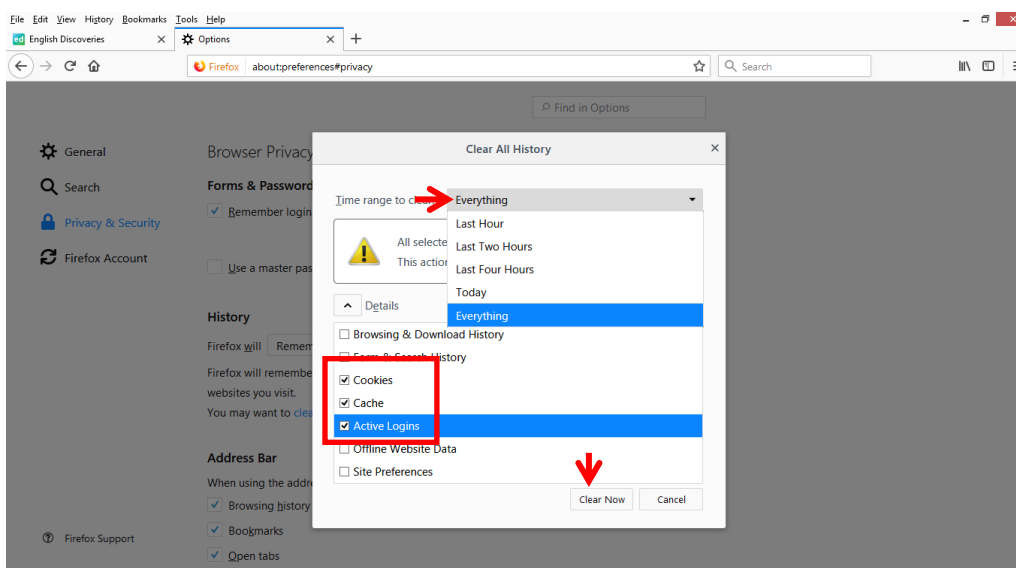 File Edit View History Bookmarks Tools Help
ed English Discoveries × Options × +
Firefox about:preferences#privacy Search
Find in Options
General
Search
Privacy & Security
Firefox Account
Firefox Support
Browser Privacy
Forms & Password
Remember login
Use a master pas
History
Firefox will Remem
Firefox will remembe
websites you visit.
You may want to clea
Address Bar
When using the addre
Browsing history
Bookmarks
Open tabs
Clear All History
Time range to clear Everything
Last Hour
Last Two Hours
Last Four Hours
Today
Everything
All selecte
This action
Details
Browsing & Download History
Form & Search History
Cookies
Cache
Active Logins
Offline Website Data
Site Preferences
Clear Now Cancel